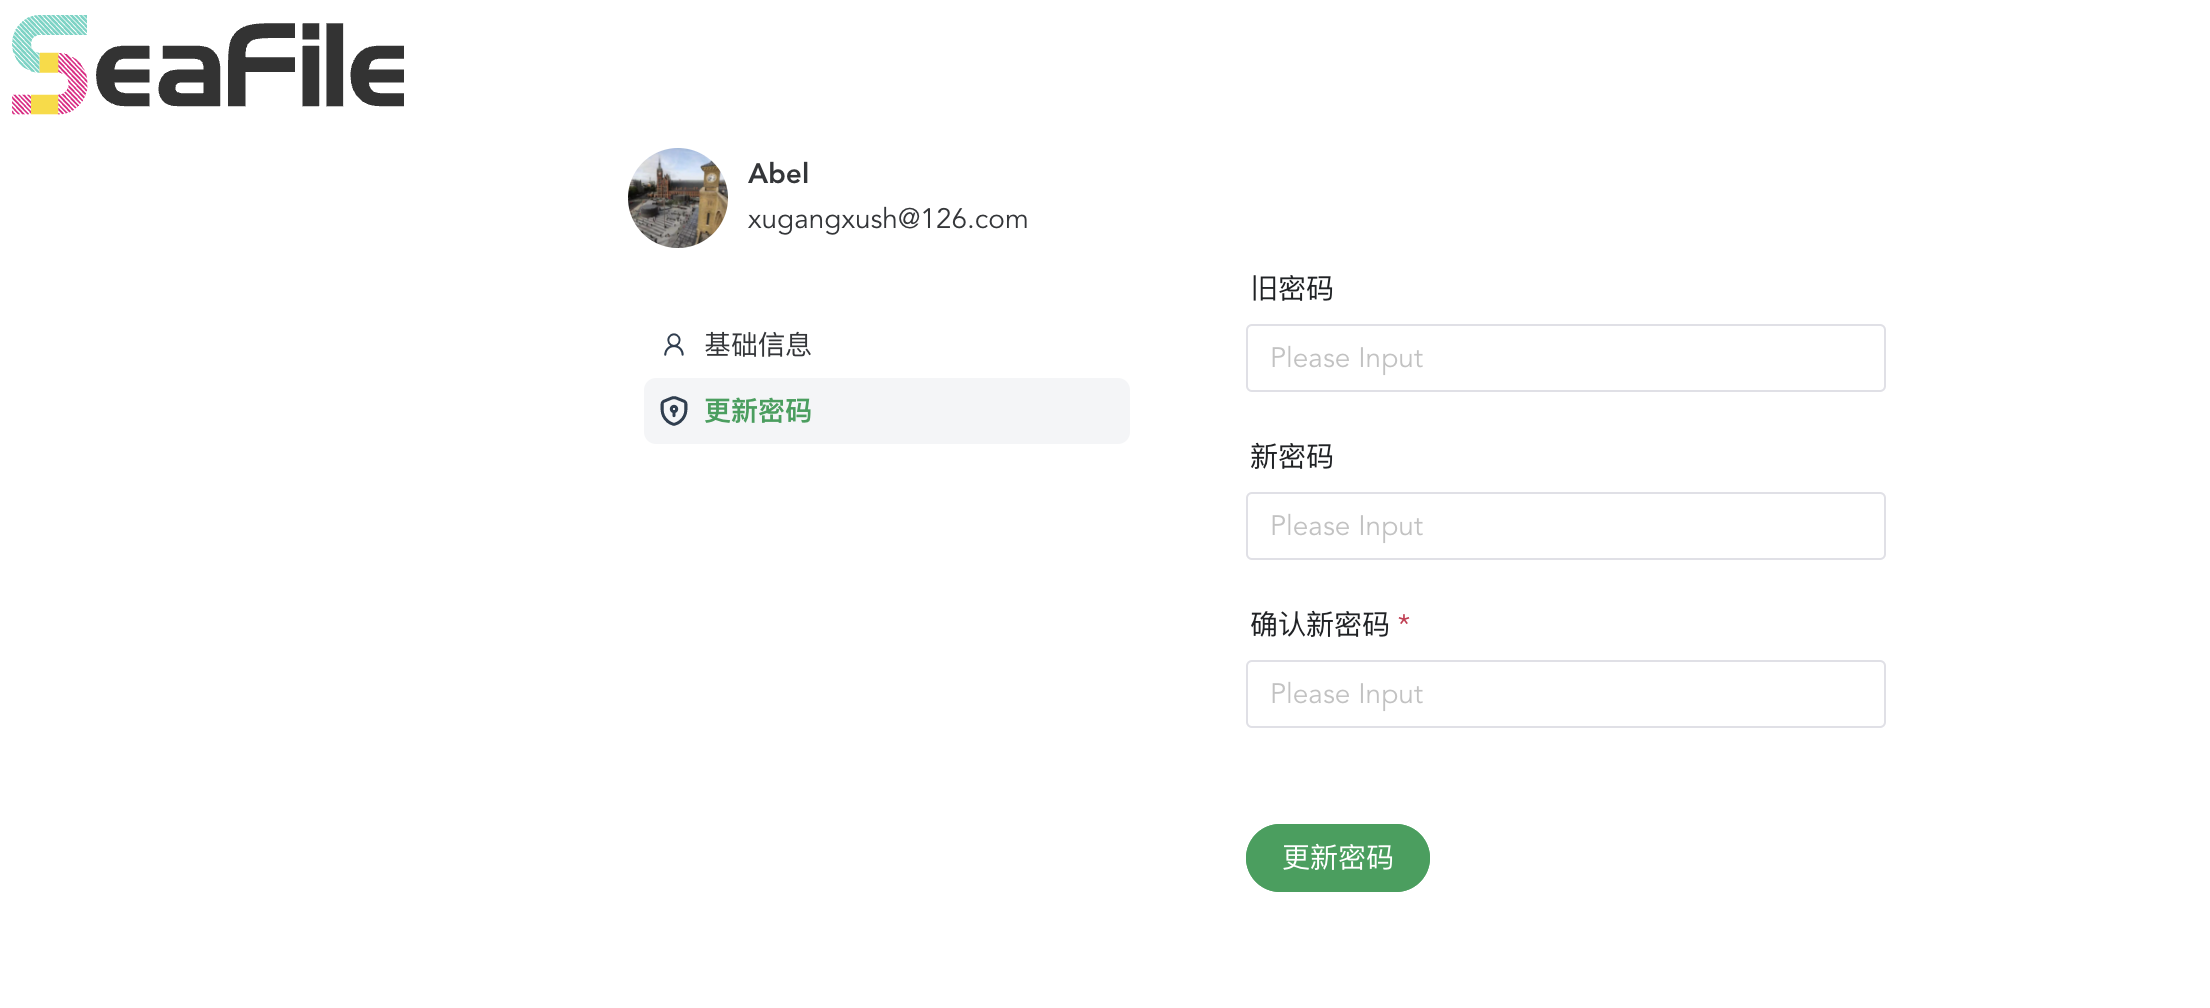 SeaFile
Abel
xugangxush@126.com
基础信息
更新密码
旧密码
Please Input
新密码
Please Input
确认新密码 *
Please Input
更新密码